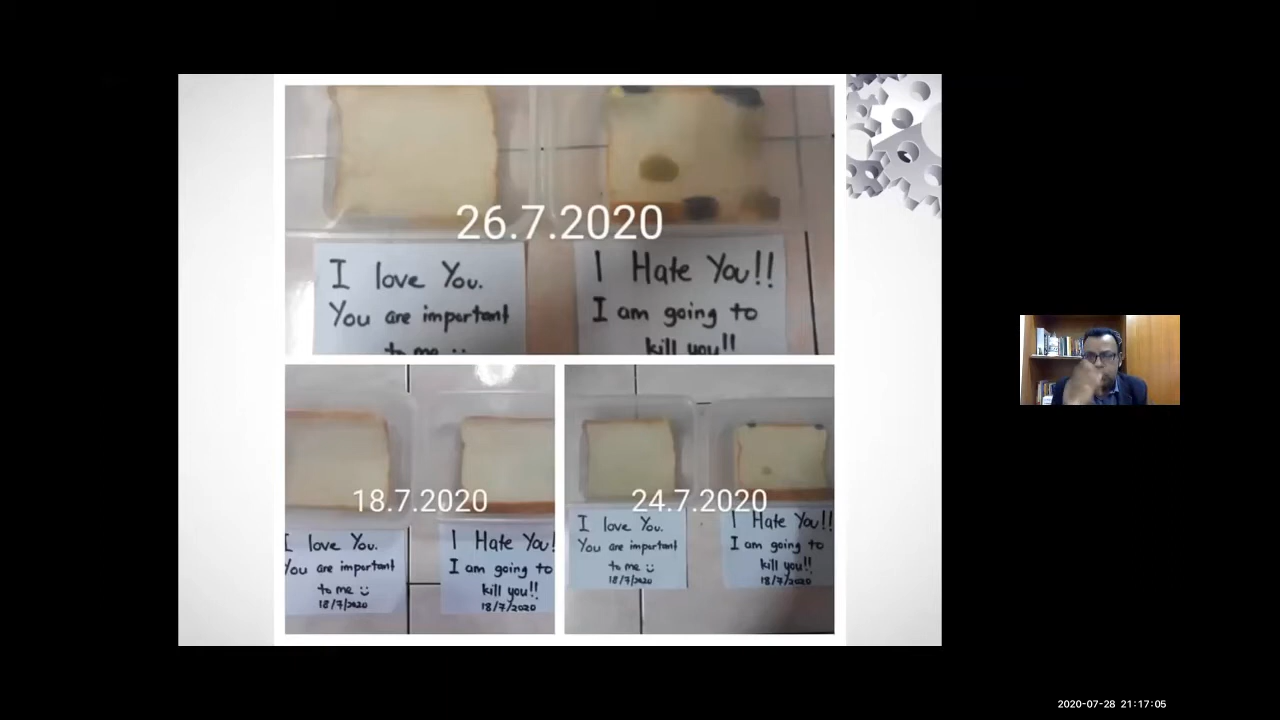 26.7.2020
I love You.
You are important
to me :)
I Hate You!!
I am going to
kill you!!
18.7.2020
I love You.
You are important
to me :)
18/7/2020
I Hate You!
I am going to
kill you!!
18/7/2020
24.7.2020
I love You.
You are important
to me :)
18/7/2020
I Hate You!!
I am going to
kill you!!
18/7/2020
2020-07-28 21:17:05